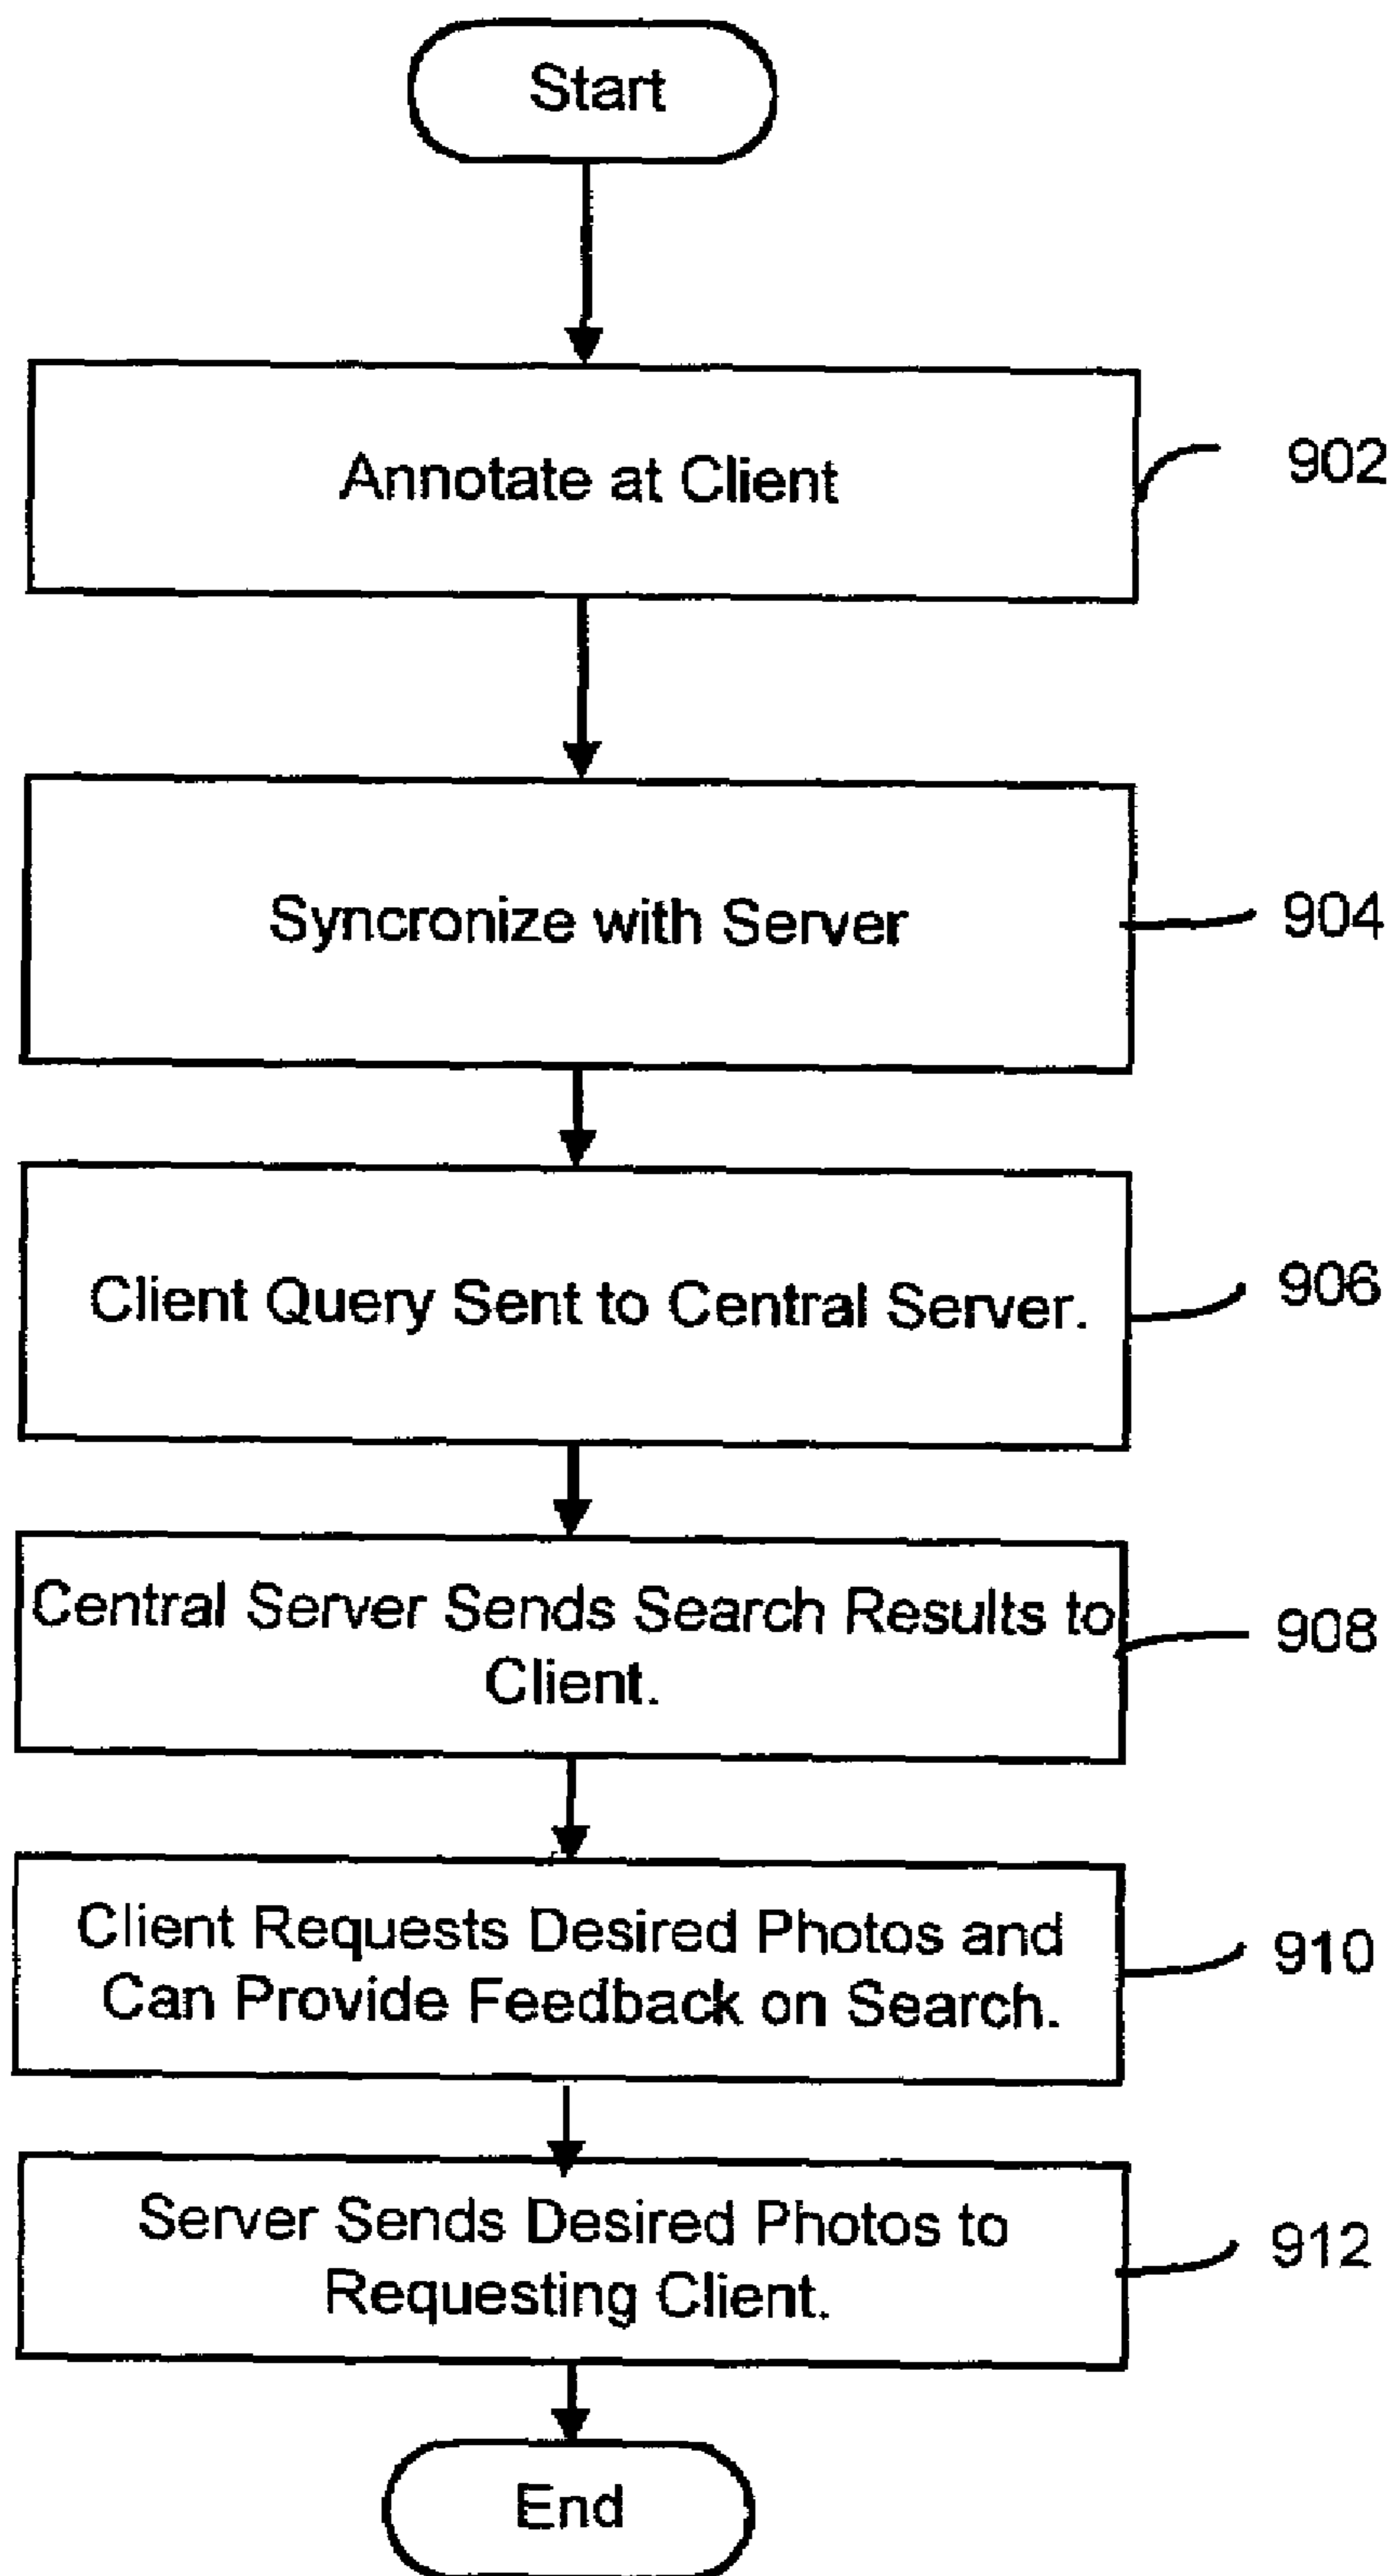 Start
Annotate at Client
902
Syncronize with Server
904
Client Query Sent to Central Server.
906
Central Server Sends Search Results to
Client.
908
Client Requests Desired Photos and
Can Provide Feedback on Search.
910
Server Sends Desired Photos to
Requesting Client.
912
End